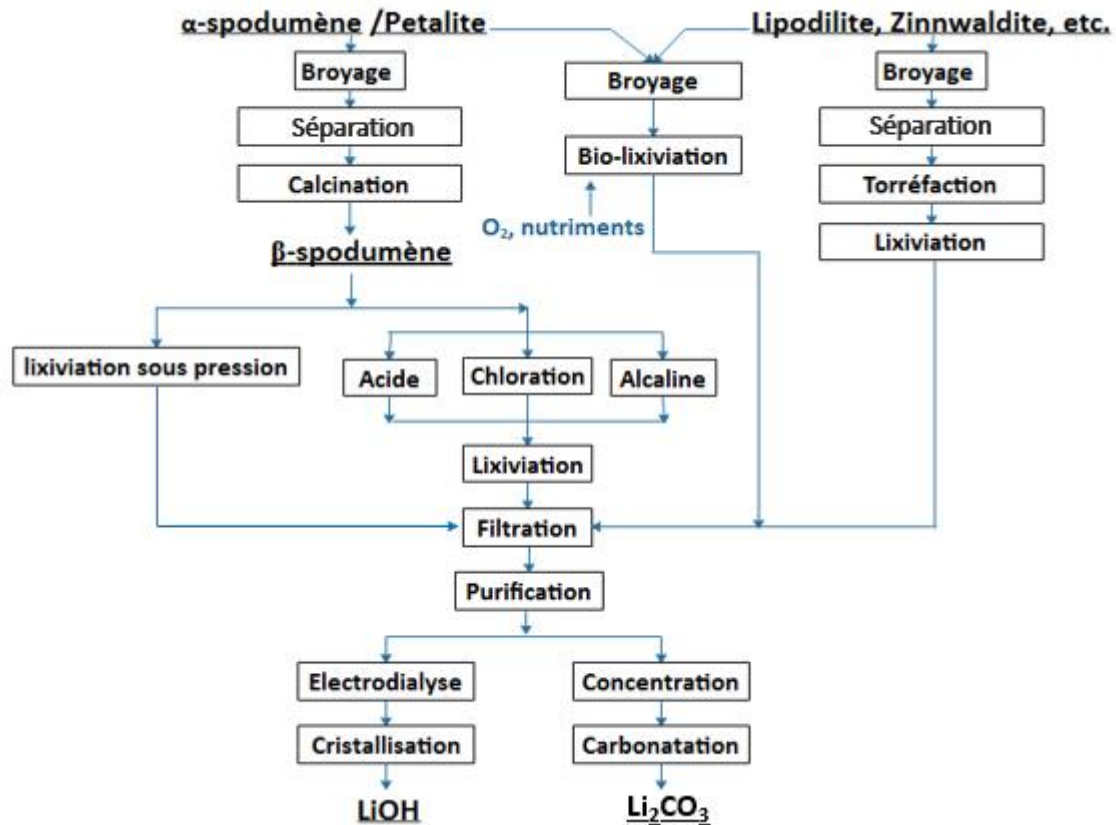 α-spodumène /Petalite
Lipodilite, Zinnwaldite, etc.
Broyage
Broyage
Broyage
Séparation
Séparation
Bio-lixiviation
Calcination
Torréfaction
O₂, nutriments
β-spodumène
Lixiviation
lixiviation sous pression
Acide
Chloration
Alcaline
Lixiviation
Filtration
Purification
Electrodialyse
Concentration
Cristallisation
Carbonatation
LiOH
Li₂CO₃